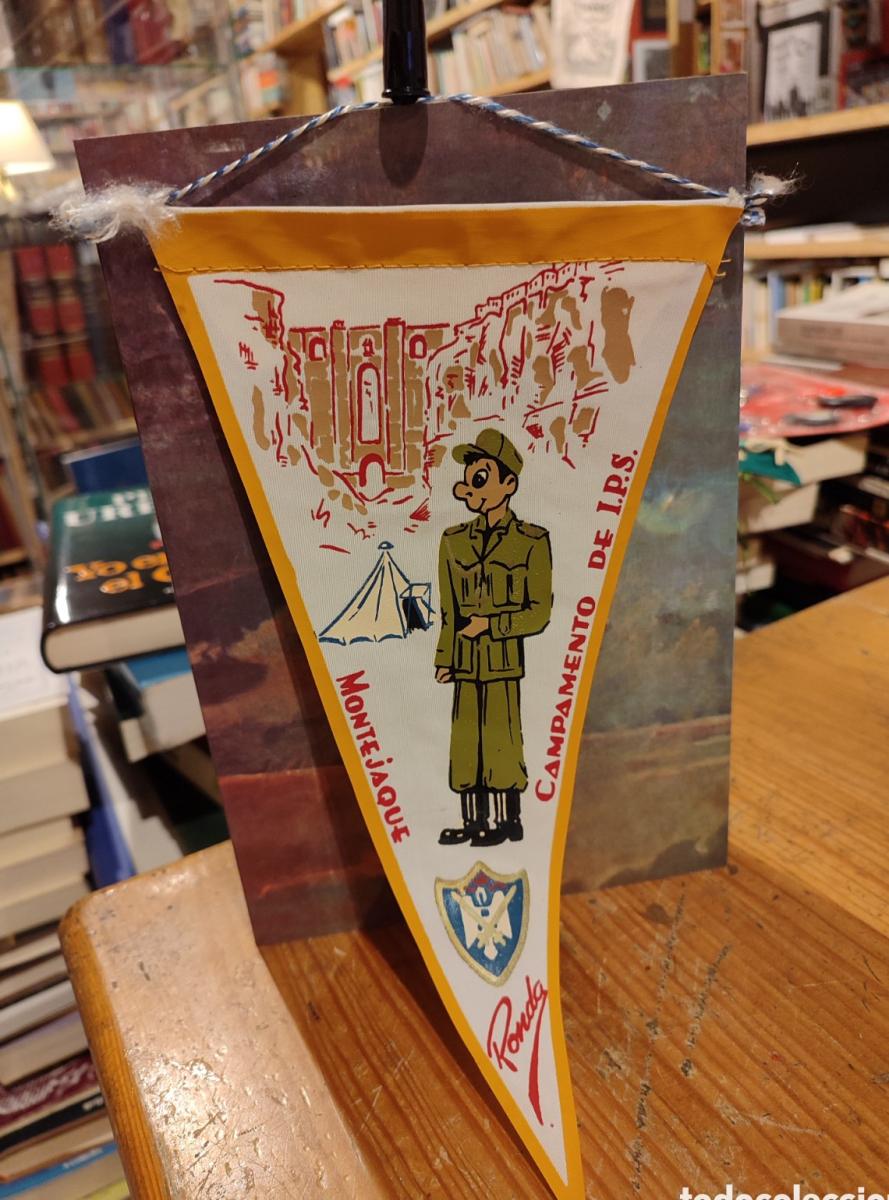 CAMPAMENTO DE I.P.S.
MONTEJAQUE
Ronda
todocoleccion